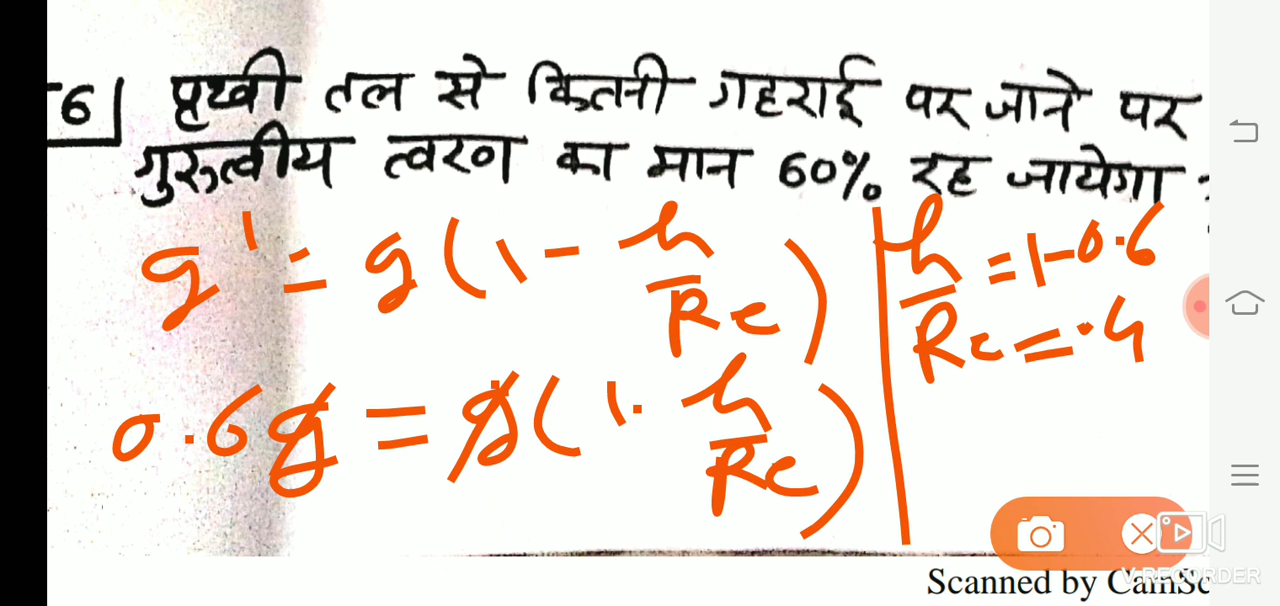 6| पृथ्वी तल से कितनी गहराई पर जाने पर
गुरुत्वीय त्वरण का मान 60% रह जायेगा
g' = g(1 - h/Re)
0.6g = g(1 - h/Re)
h/Re = 1-0.6
= .4
Scanned by CamSc
V RECORDER